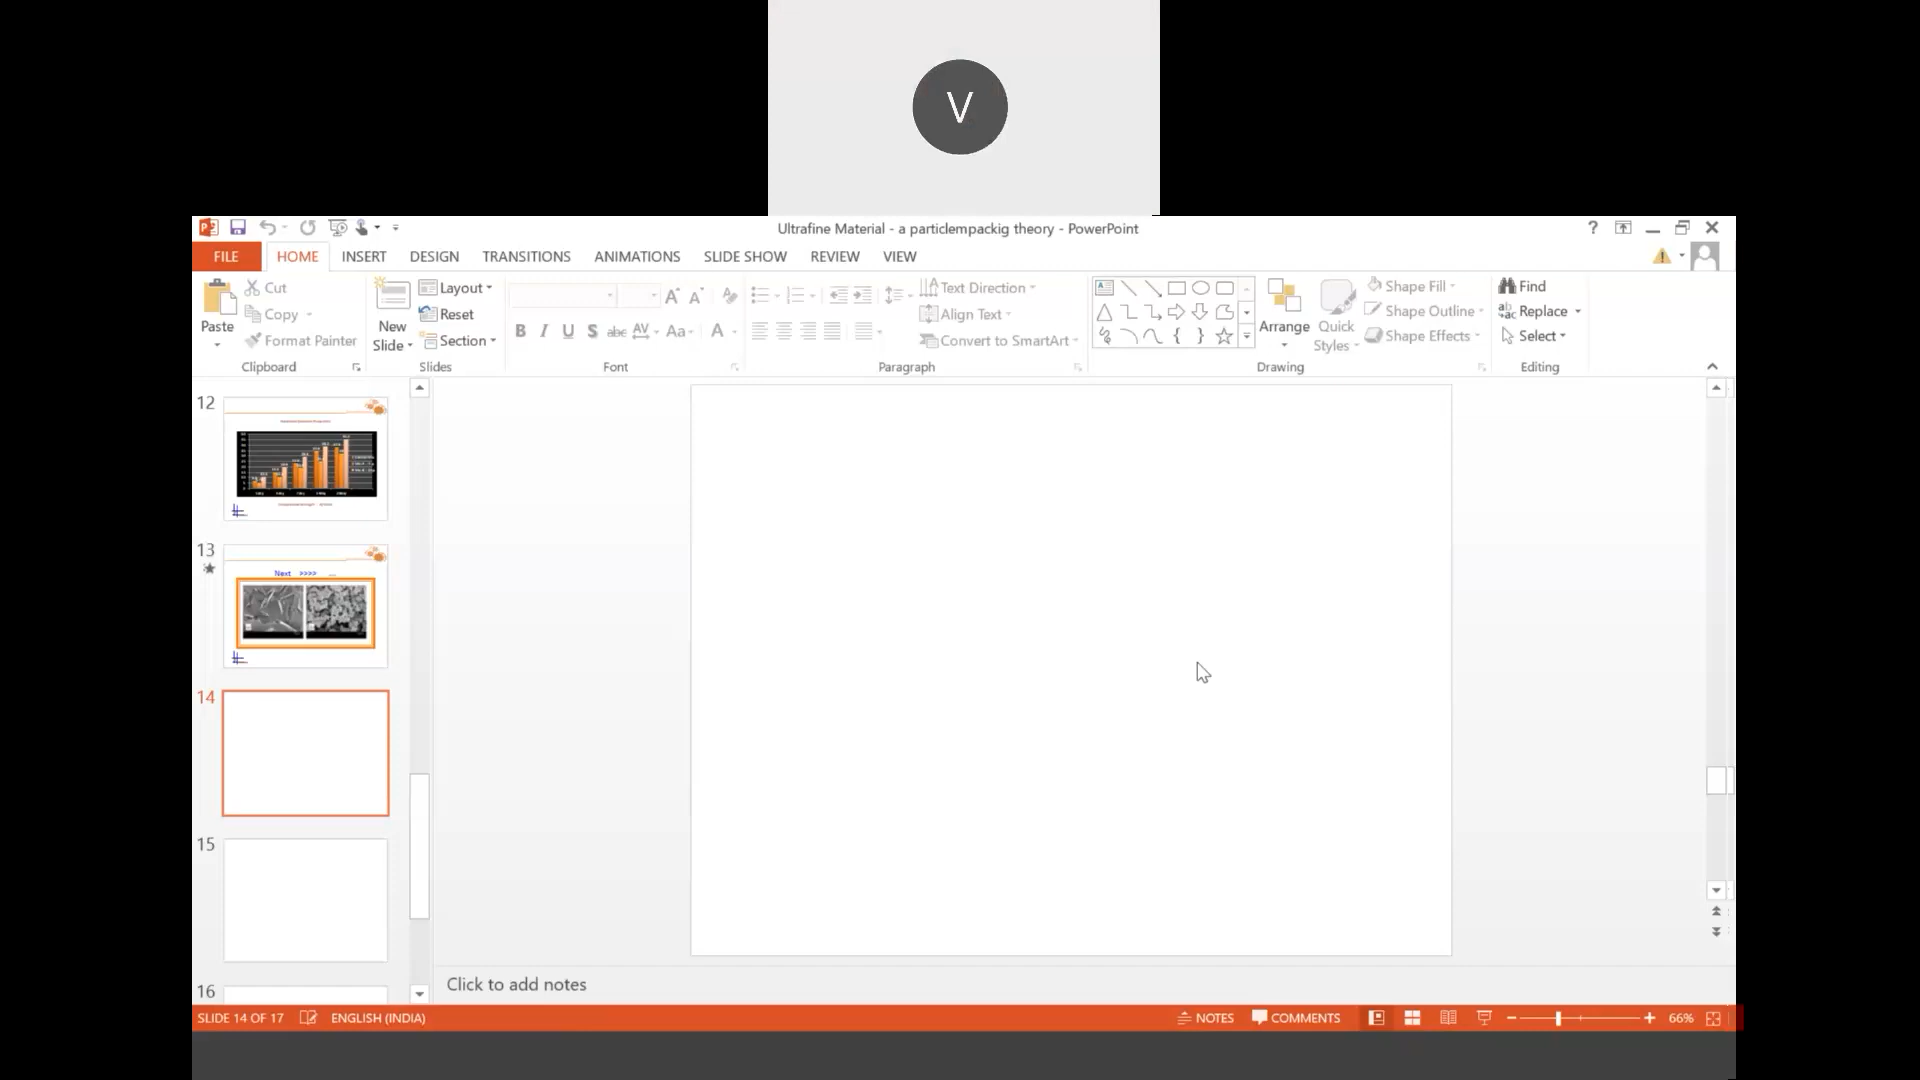 V
Ultrafine Material - a particlempackig theory - PowerPoint
?
FILE HOME INSERT DESIGN TRANSITIONS ANIMATIONS SLIDE SHOW REVIEW VIEW
Paste
Cut
Copy
Format Painter
Clipboard
New
Slide
Layout
Reset
Section
Slides
B I U S abc AV Aa A
Font
Text Direction
Align Text
Convert to SmartArt
Paragraph
Arrange
Quick
Styles
Shape Fill
Shape Outline
Shape Effects
Drawing
Find
Replace
Select
Editing
12
13
Next >>>>
14
15
16
Click to add notes
SLIDE 14 OF 17 ENGLISH (INDIA) NOTES COMMENTS 66%